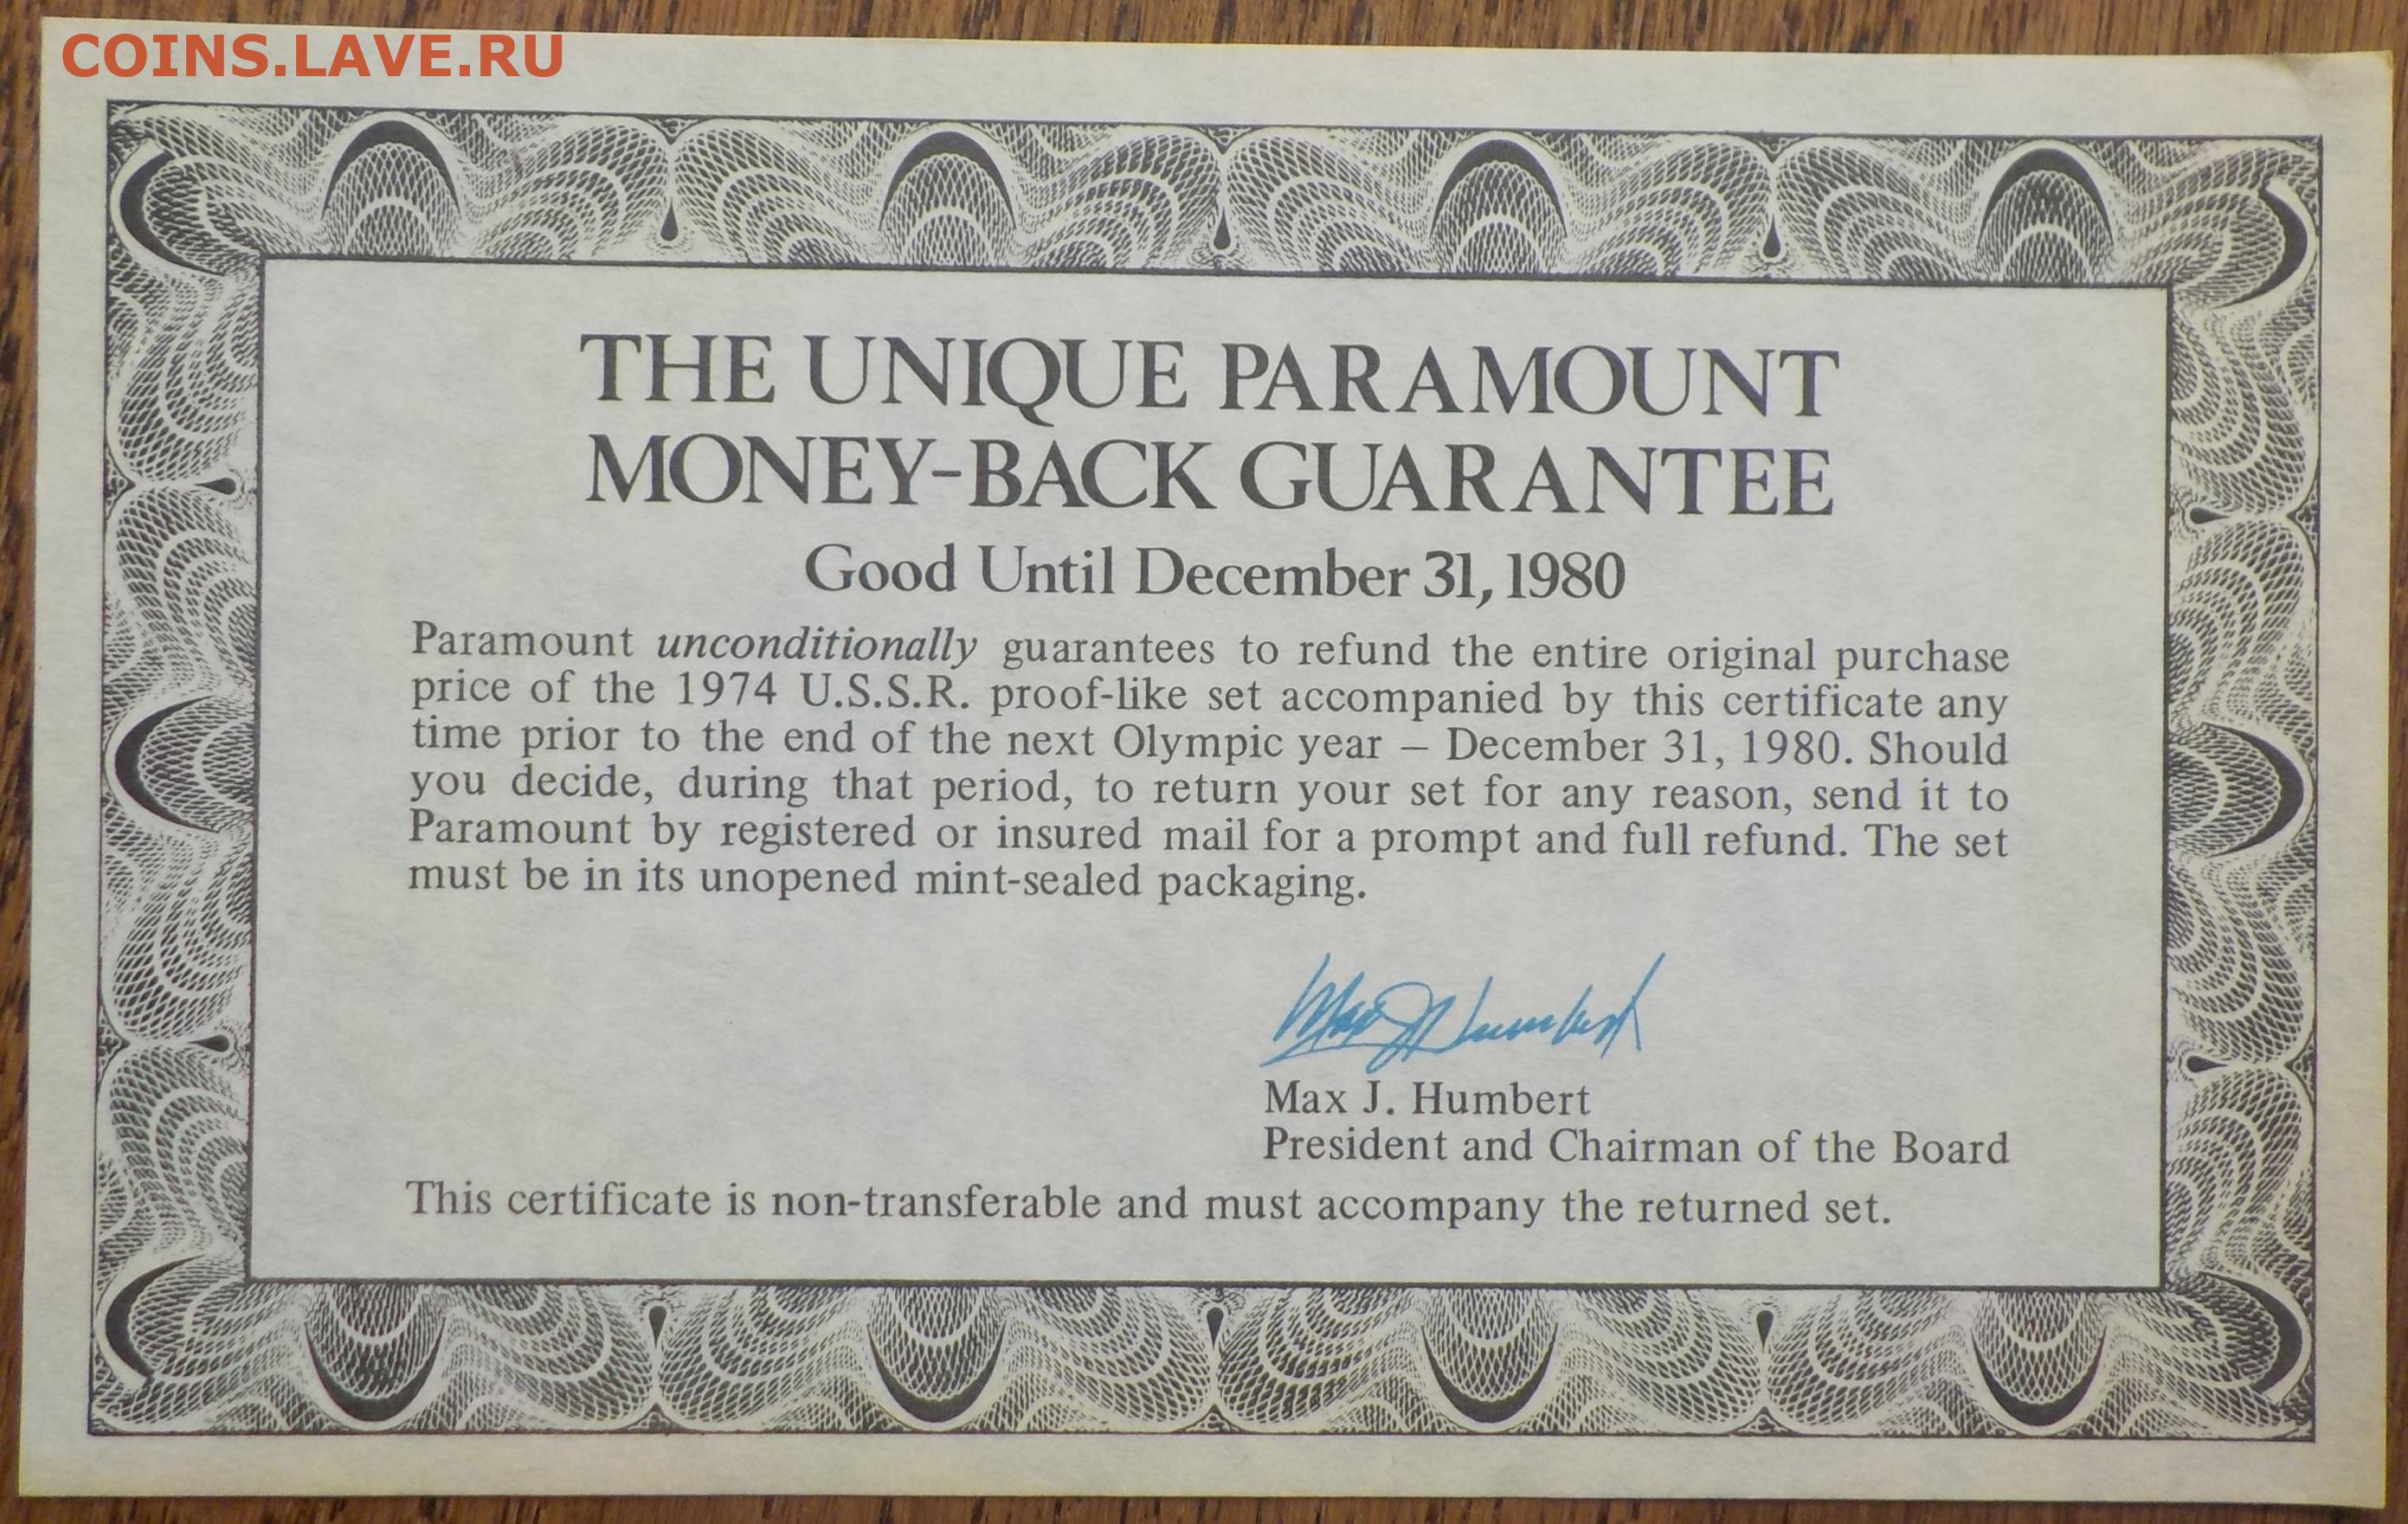 COINS.LAVE.RU
THE UNIQUE PARAMOUNT
MONEY-BACK GUARANTEE
Good Until December 31, 1980
Paramount unconditionally guarantees to refund the entire original purchase
price of the 1974 U.S.S.R. proof-like set accompanied by this certificate any
time prior to the end of the next Olympic year – December 31, 1980. Should
you decide, during that period, to return your set for any reason, send it to
Paramount by registered or insured mail for a prompt and full refund. The set
must be in its unopened mint-sealed packaging.
Max J Humbert
Max J. Humbert
President and Chairman of the Board
This certificate is non-transferable and must accompany the returned set.